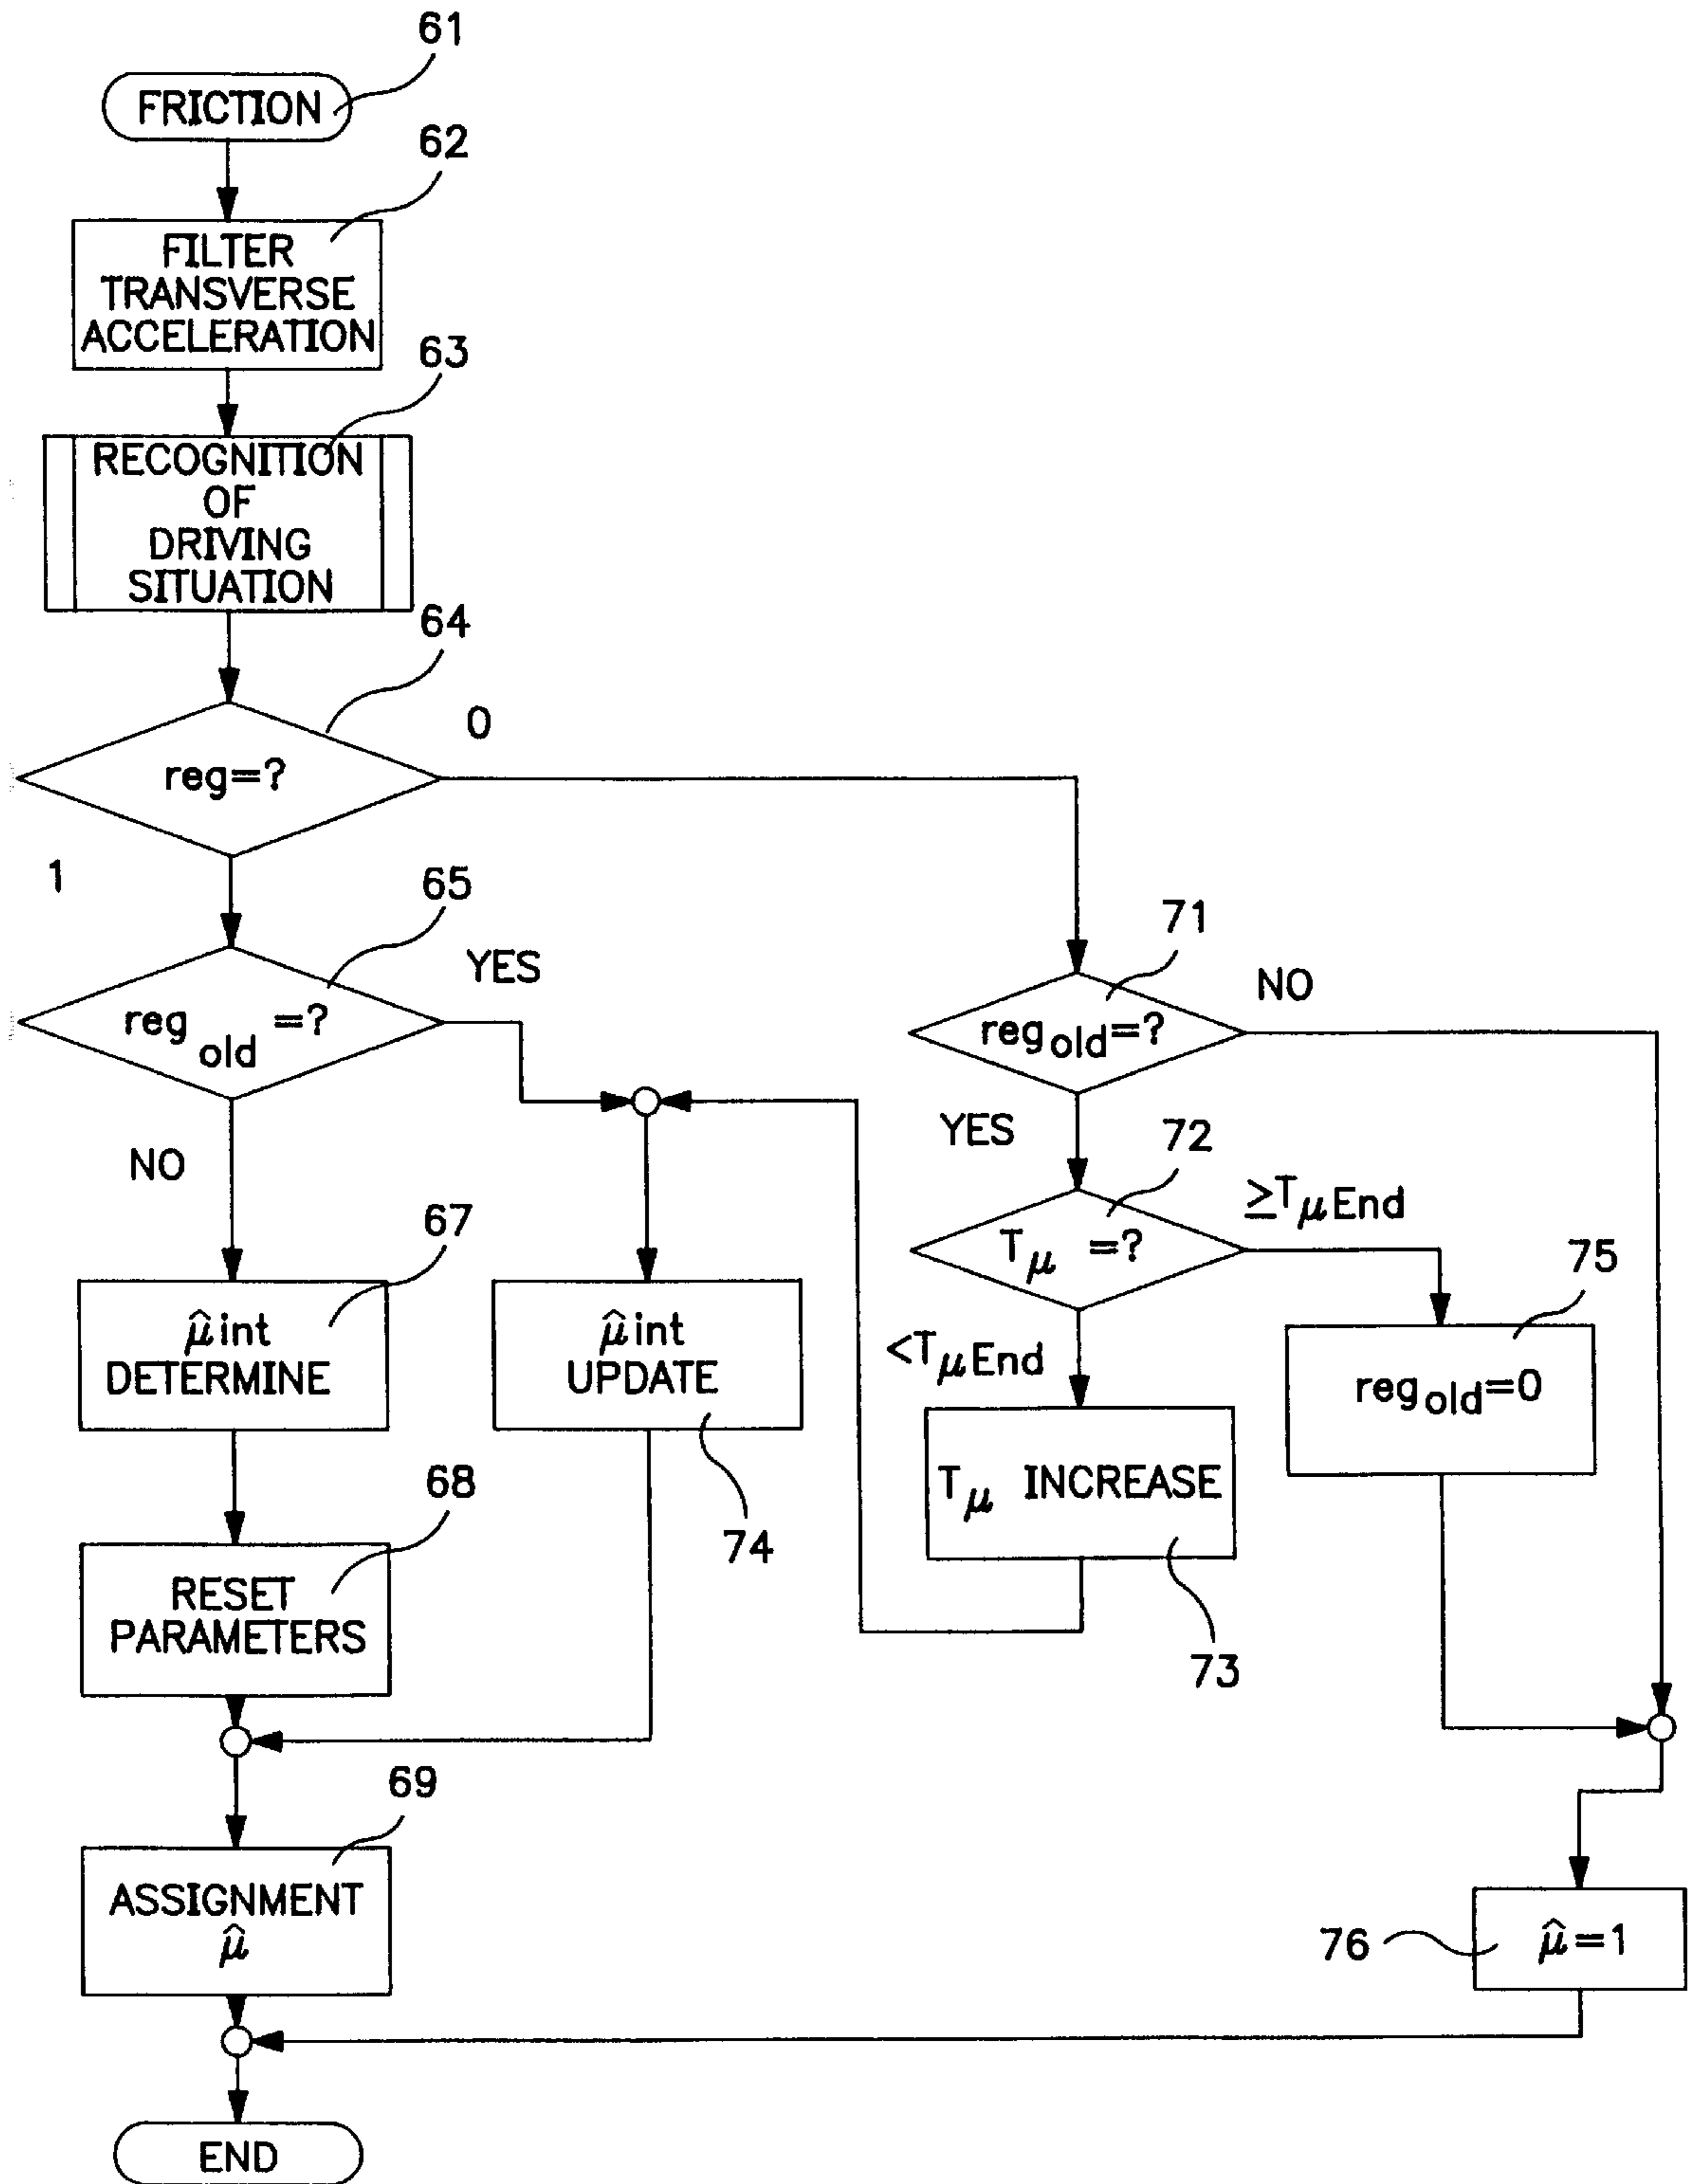 61
FRICTION
62
FILTER
TRANSVERSE
ACCELERATION
63
RECOGNITION
OF
DRIVING
SITUATION
64
0
reg=?
1
65
YES
reg old =?
NO
71
NO
reg old=?
YES
72
≥TμEnd
Tμ =?
<TμEnd
67
μ̂int
DETERMINE
μ̂int
UPDATE
74
75
reg old=0
Tμ INCREASE
73
68
RESET
PARAMETERS
69
ASSIGNMENT
μ̂
76
μ̂=1
END